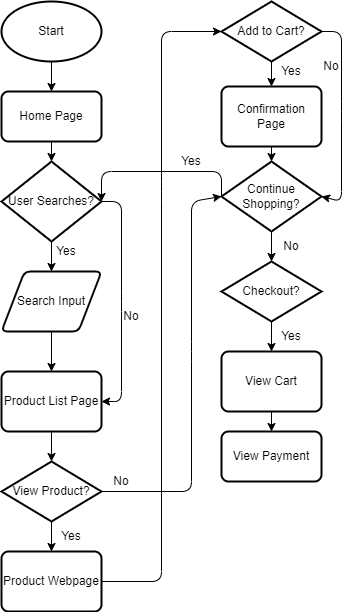 Start
Home Page
User Searches?
Yes
Search Input
No
Product List Page
View Product?
No
Yes
Product Webpage
Add to Cart?
Yes
No
Confirmation
Page
Yes
Continue
Shopping?
No
Checkout?
Yes
View Cart
View Payment